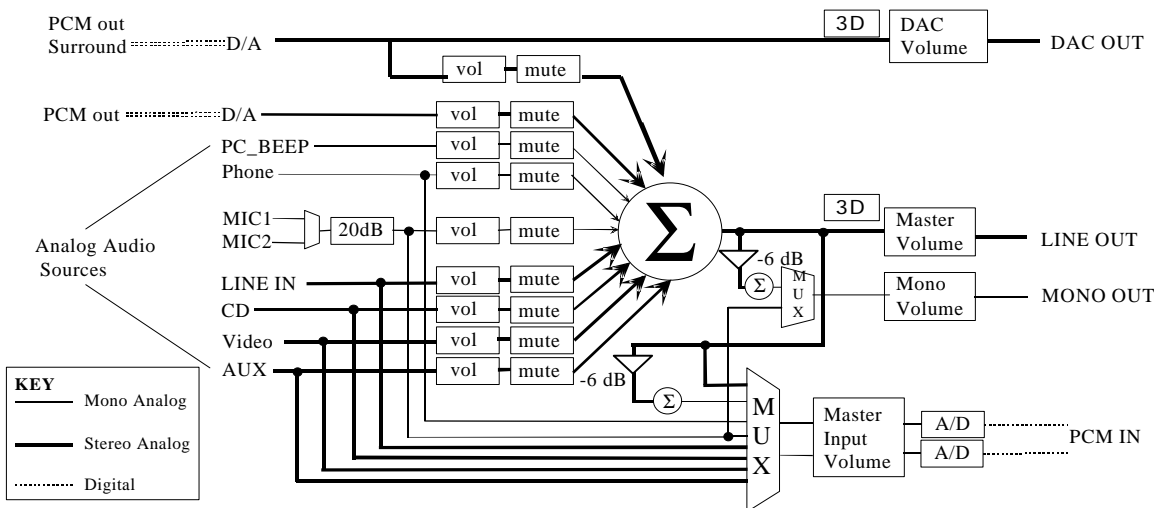 PCM out
Surround
D/A
3D
DAC
Volume
DAC OUT
vol
mute
PCM out
D/A
vol
mute
PC_BEEP
vol
mute
Phone
vol
mute
MIC1
MIC2
20dB
vol
mute
Σ
3D
Master
Volume
LINE OUT
Analog Audio
Sources
-6 dB
Σ
M
U
X
Mono
Volume
MONO OUT
LINE IN
vol
mute
CD
vol
mute
Video
vol
mute
AUX
vol
mute
-6 dB
Σ
M
U
X
Master
Input
Volume
A/D
A/D
PCM IN
KEY
Mono Analog
Stereo Analog
Digital